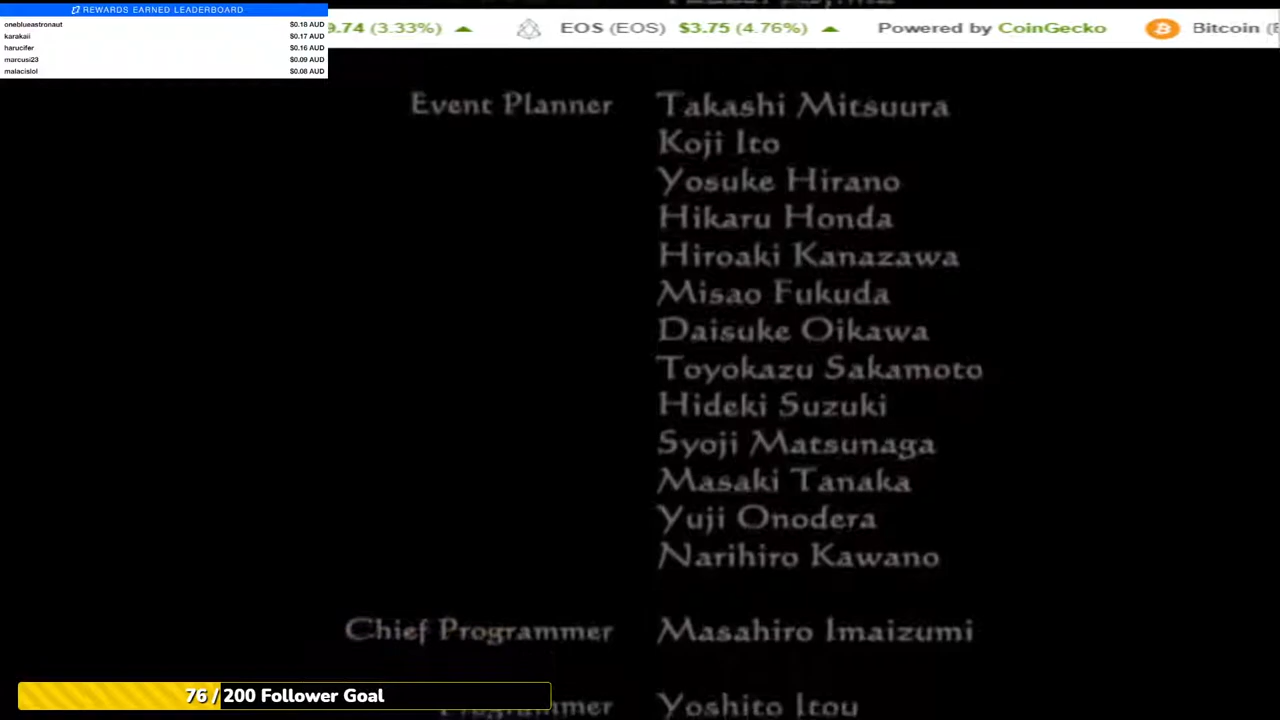 REWARDS EARNED LEADERBOARD
oneblueastronaut $0.18 AUD
karakaii $0.17 AUD
harucifer $0.16 AUD
marcusi23 $0.09 AUD
malacislol $0.08 AUD
9.74 (3.33%) EOS (EOS) $3.75 (4.76%) Powered by CoinGecko Bitcoin
Event Planner Takashi Mitsuura
Koji Ito
Yosuke Hirano
Hikaru Honda
Hiroaki Kanazawa
Misao Fukuda
Daisuke Oikawa
Toyokazu Sakamoto
Hideki Suzuki
Syoji Matsunaga
Masaki Tanaka
Yuji Onodera
Narihiro Kawano
Chief Programmer Masahiro Imaizumi
Programmer Yoshito Itou
76 / 200 Follower Goal